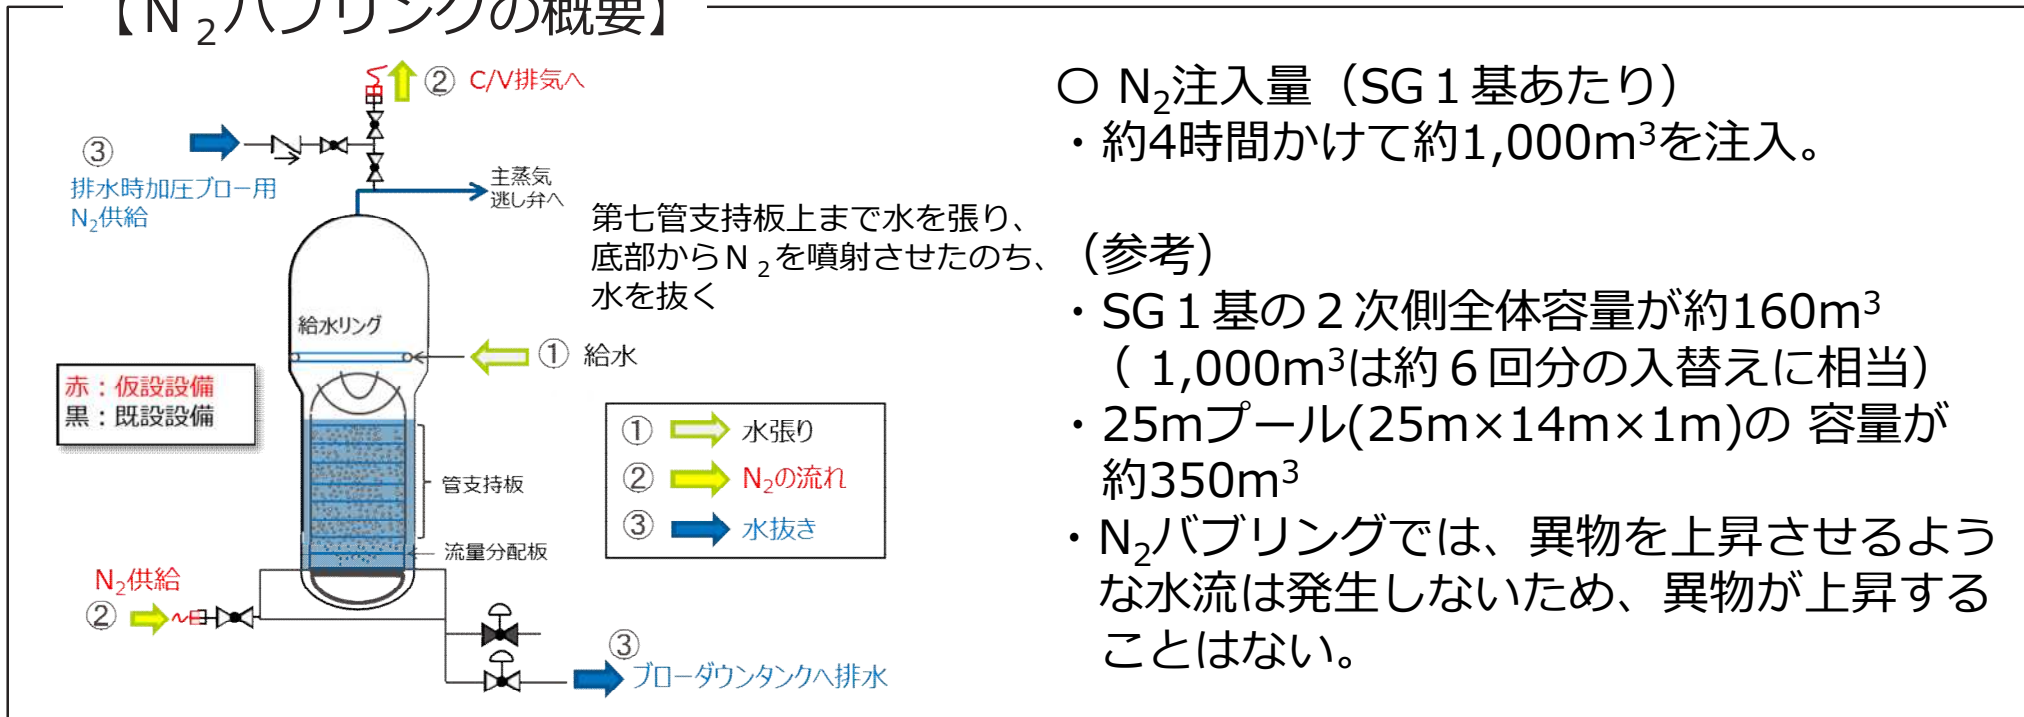 【N₂バブリングの概要】
② C/V排気へ
③
排水時加圧ブロー用
N₂供給
主蒸気
逃し弁へ
第七管支持板上まで水を張り、
底部からN₂を噴射させたのち、
水を抜く
給水リング
① 給水
赤：仮設設備
黒：既設設備
① 水張り
② N₂の流れ
③ 水抜き
管支持板
流量分配板
N₂供給
②
③
ブローダウンタンクへ排水
〇 N₂注入量（SG１基あたり）
・約4時間かけて約1,000m³を注入。
（参考）
・SG１基の２次側全体容量が約160m³
（ 1,000m³は約６回分の入替えに相当）
・25mプール(25m×14m×1m)の 容量が
約350m³
・N₂バブリングでは、異物を上昇させるよう
な水流は発生しないため、異物が上昇する
ことはない。